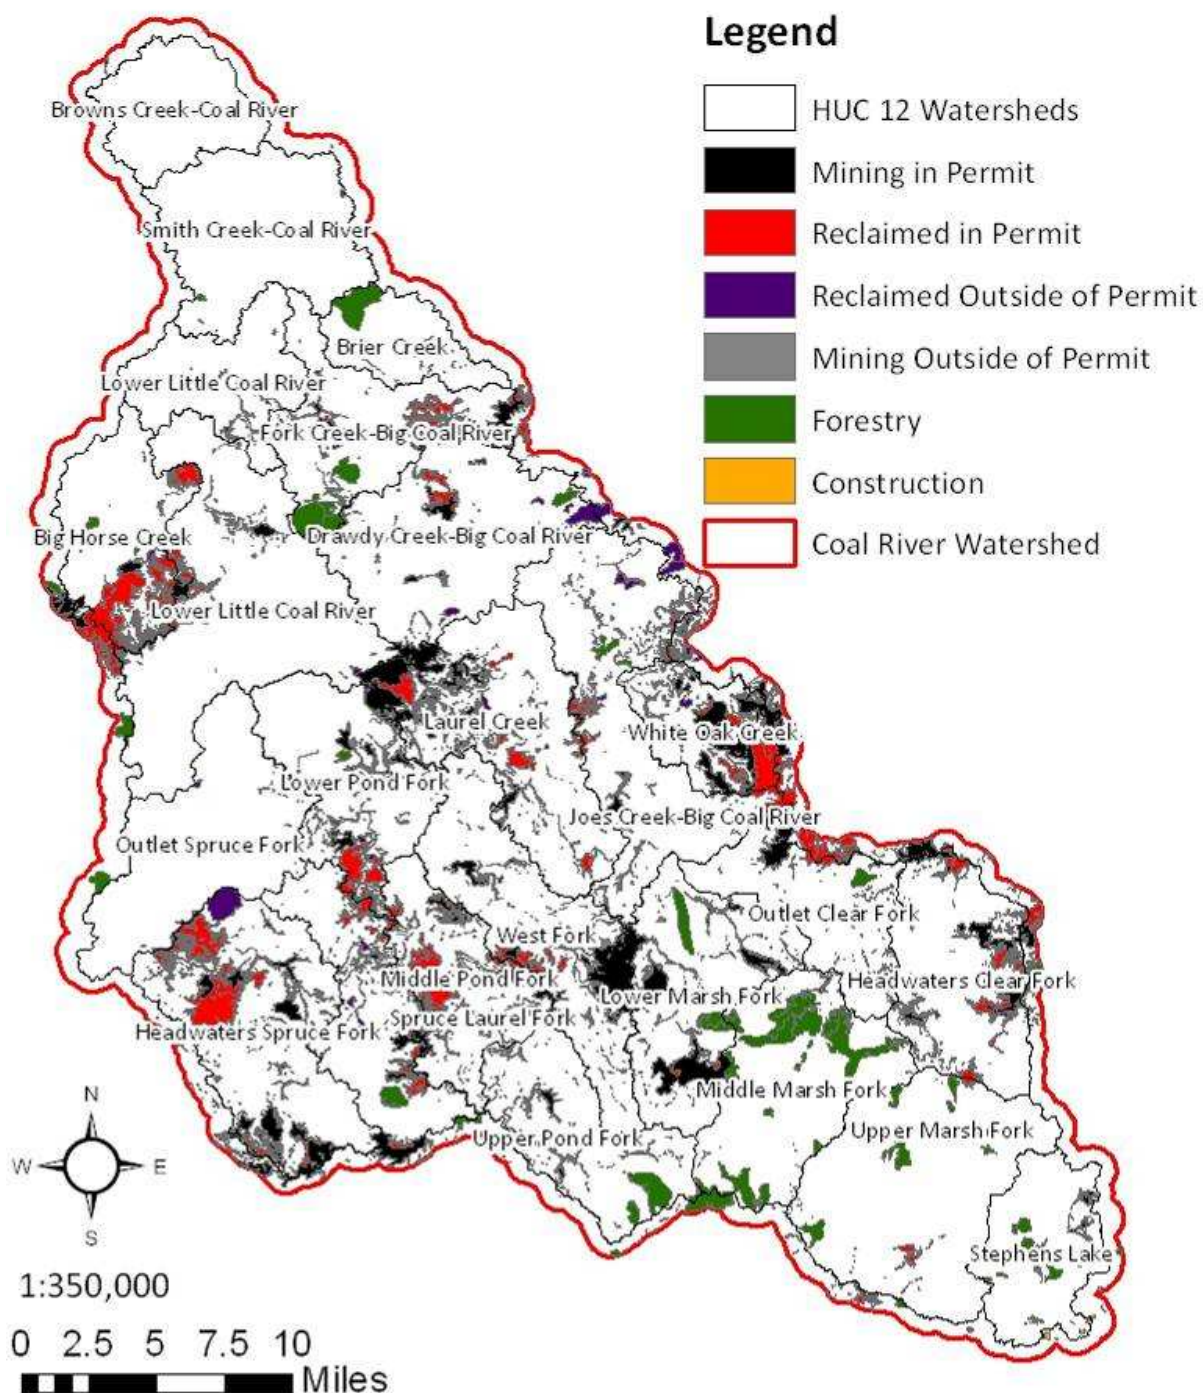 Legend
HUC 12 Watersheds
Mining in Permit
Reclaimed in Permit
Reclaimed Outside of Permit
Mining Outside of Permit
Forestry
Construction
Coal River Watershed
Browns Creek-Coal River
Smith Creek-Coal River
Brier Creek
Lower Little Coal River
Fork Creek-Big Coal River
Big Horse Creek
Drawdy Creek-Big Coal River
Lower Little Coal River
Laurel Creek
White Oak Creek
Lower Pond Fork
Joes Creek-Big Coal River
Outlet Spruce Fork
Outlet Clear Fork
West Fork
Middle Pond Fork
Headwaters Clear Fork
Lower Marsh Fork
Spruce Laurel Fork
Headwaters Spruce Fork
Middle Marsh Fork
Upper Pond Fork
Upper Marsh Fork
Stephens Lake
N
W E
S
1:350,000
0 2.5 5 7.5 10
Miles